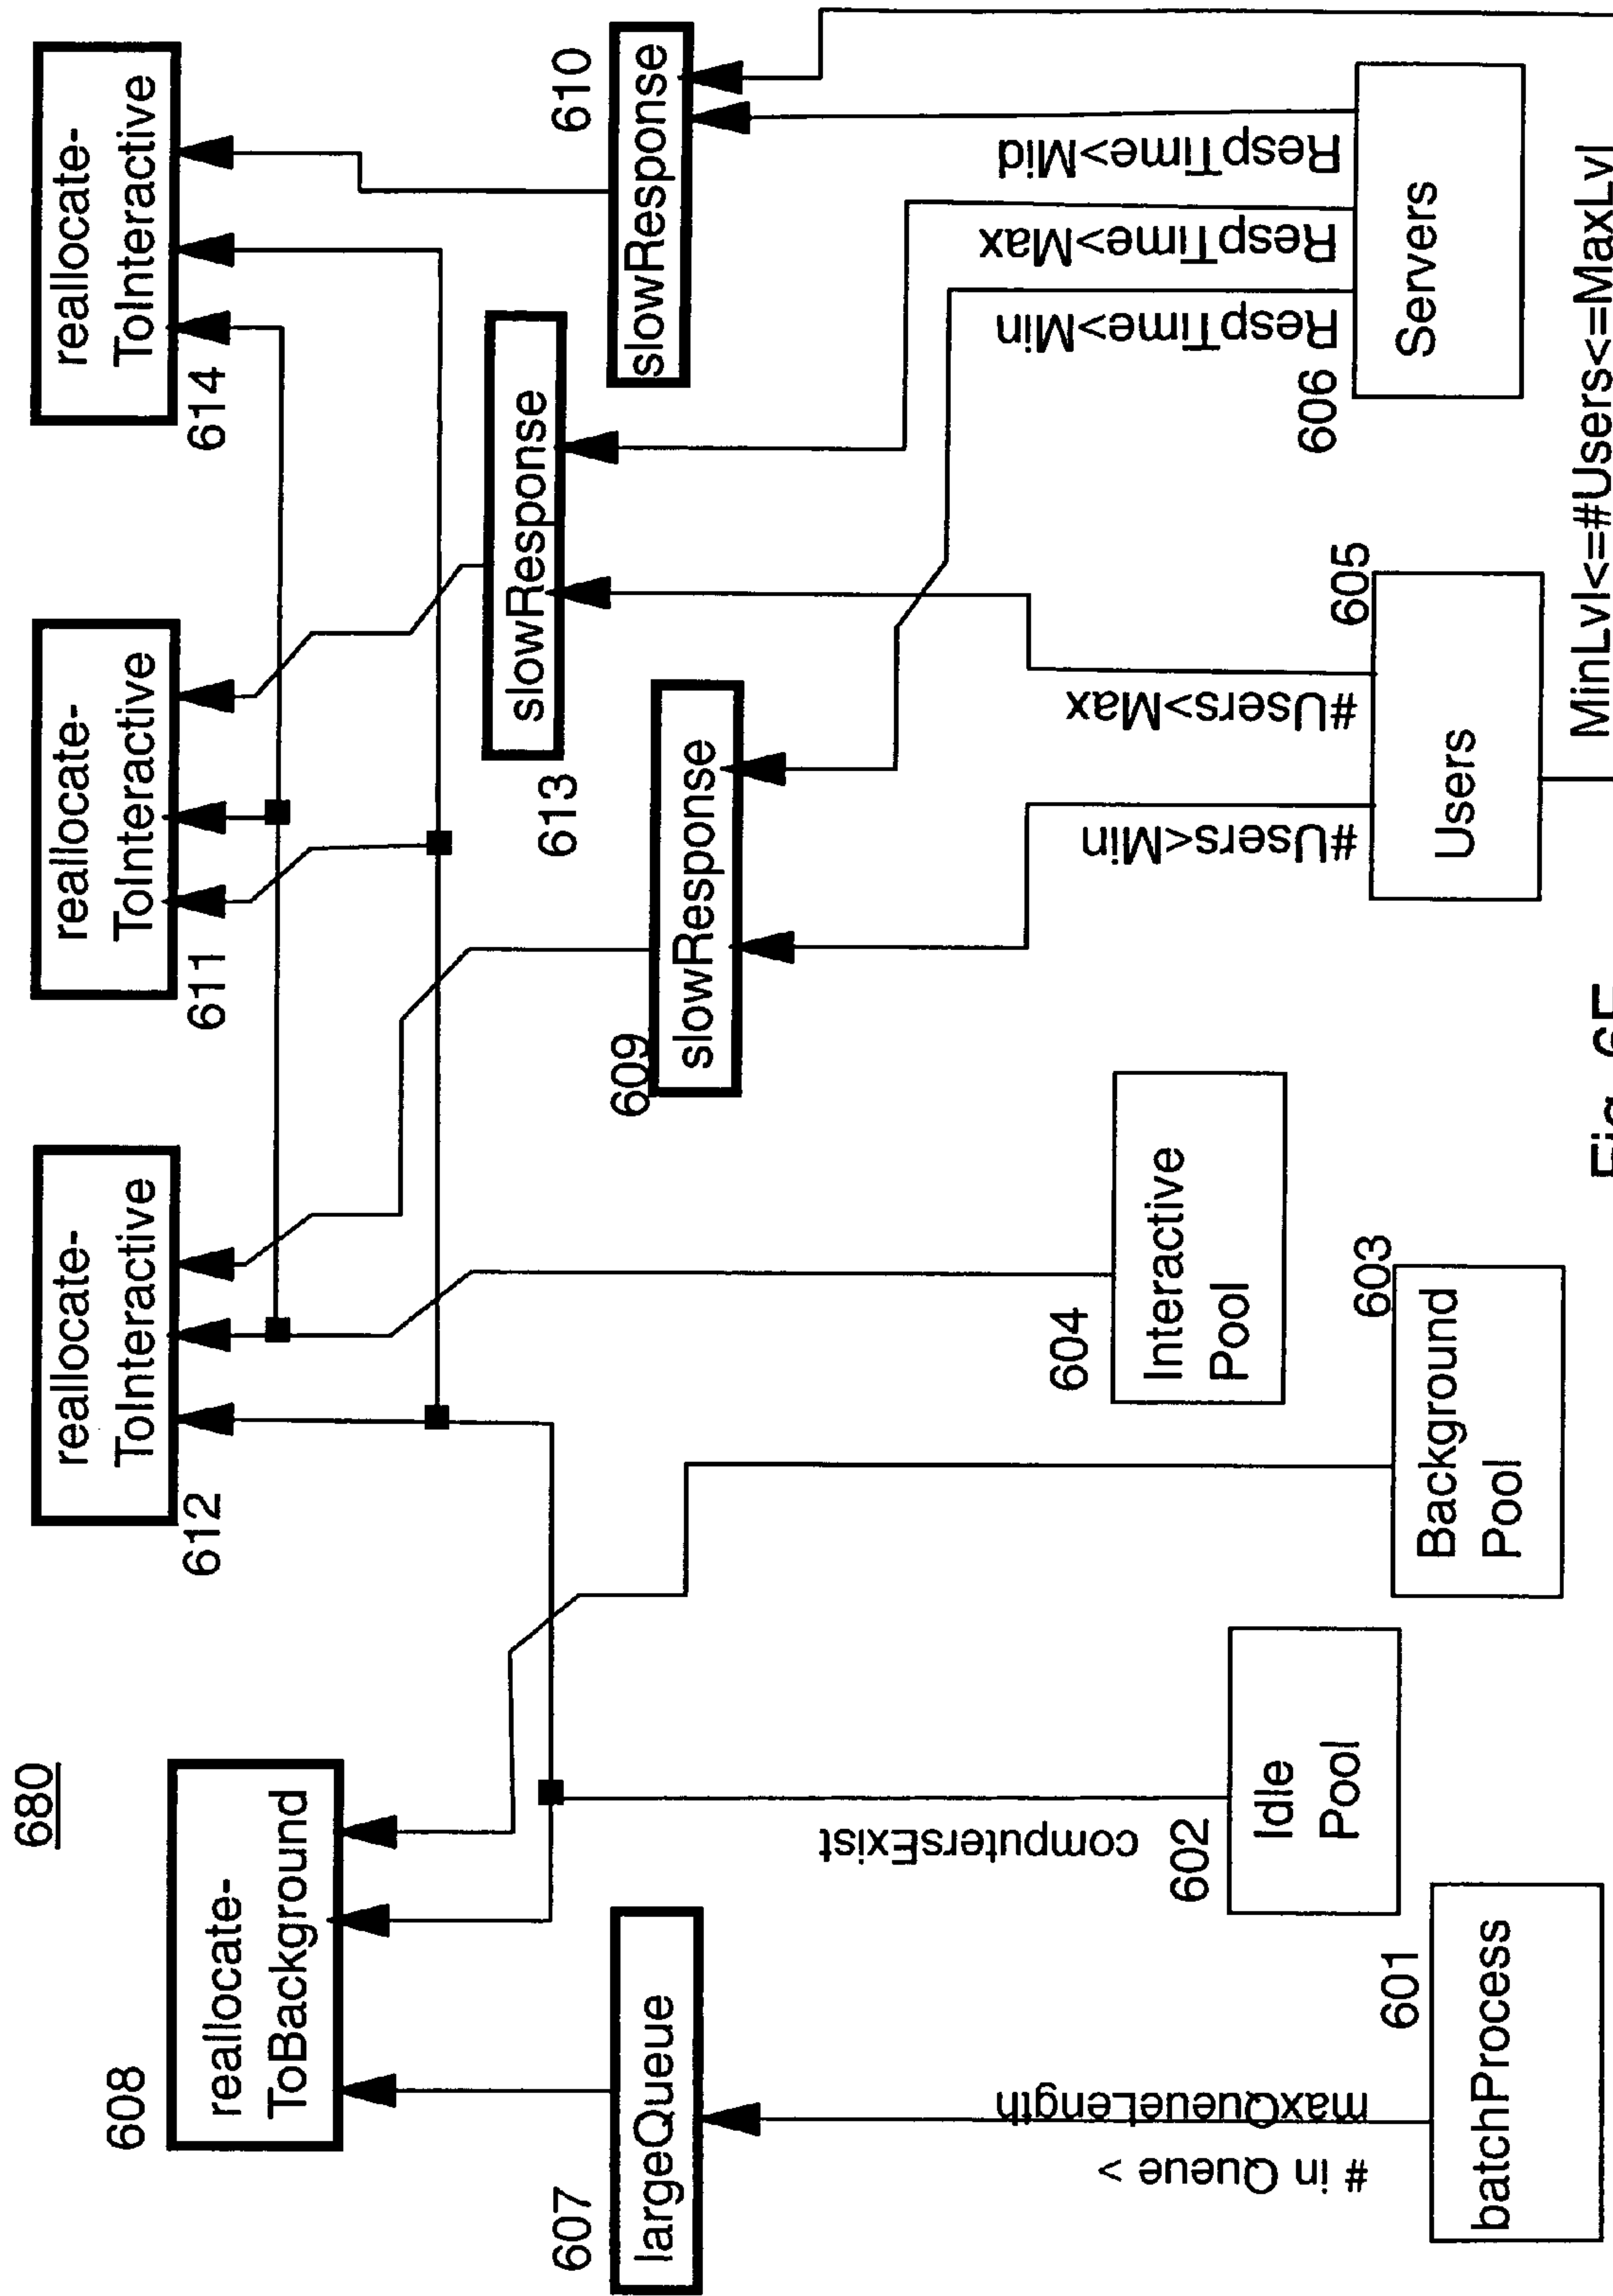 680
608
reallocate-
ToBackground
612
reallocate-
ToInteractive
611
reallocate-
ToInteractive
614
reallocate-
ToInteractive
607
largeQueue
609
slowResponse
613
slowResponse
610
slowResponse
# in Queue >
maxQueueLength
computersExist
#Users<Min
#Users>Max
RespTime>Min
RespTime>Max
RespTime>Mid
601
batchProcess
602
Idle
Pool
603
Background
Pool
604
Interactive
Pool
605
Users
606
Servers
MinLvl<=#Users<=MaxLvl
Fig.